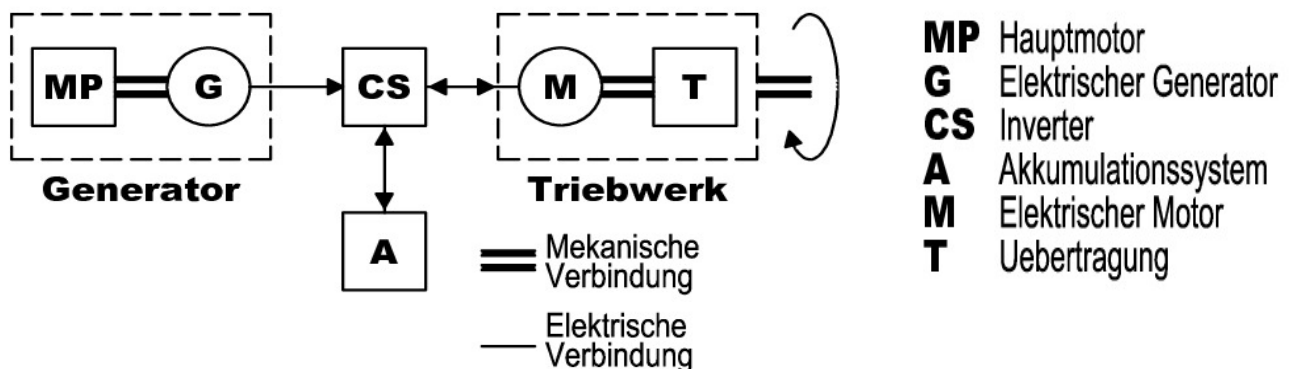 MP G CS M T
Generator
Triebwerk
A
Mekanische
Verbindung
Elektrische
Verbindung
MP Hauptmotor
G Elektrischer Generator
CS Inverter
A Akkumulationssystem
M Elektrischer Motor
T Uebertragung